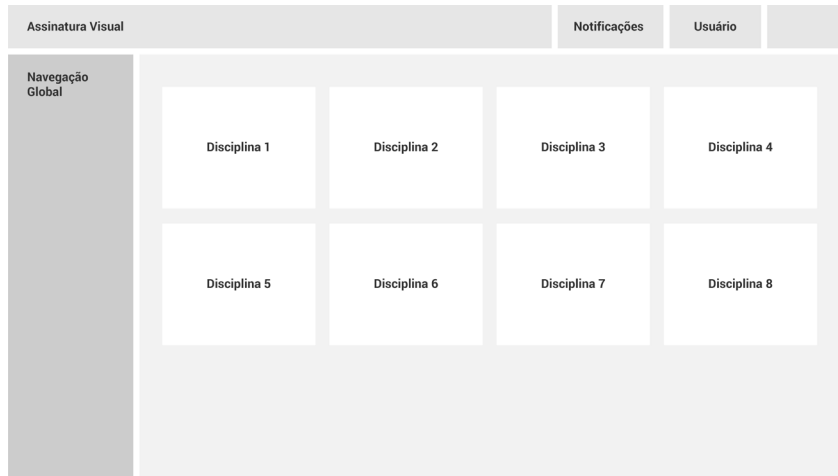 Assinatura Visual
Notificações
Usuário
Navegação
Global
Disciplina 1
Disciplina 2
Disciplina 3
Disciplina 4
Disciplina 5
Disciplina 6
Disciplina 7
Disciplina 8